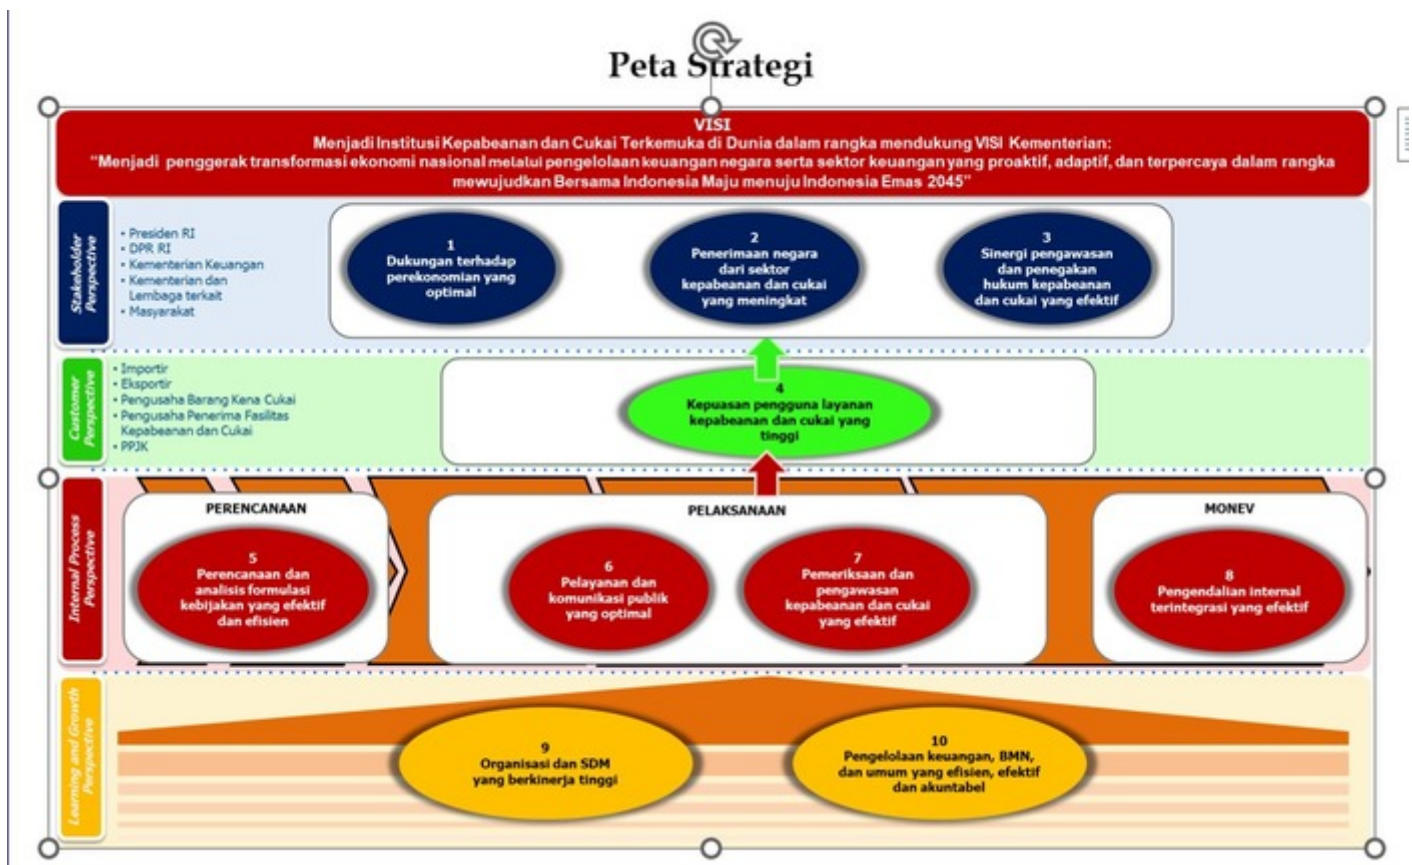 Peta Strategi
VISI
Menjadi Institusi Kepabeanan dan Cukai Terkemuka di Dunia dalam rangka mendukung VISI Kementerian:
"Menjadi penggerak transformasi ekonomi nasional melalui pengelolaan keuangan negara serta sektor keuangan yang proaktif, adaptif, dan terpercaya dalam rangka
mewujudkan Bersama Indonesia Maju menuju Indonesia Emas 2045"
Stakeholder
Perspective
• Presiden RI
• DPR RI
• Kementerian Keuangan
• Kementerian dan
Lembaga terkait
• Masyarakat
1
Dukungan terhadap
perekonomian yang
optimal
2
Penerimaan negara
dari sektor
kepabeanan dan cukai
yang meningkat
3
Sinergi pengawasan
dan penegakan
hukum kepabeanan
dan cukai yang efektif
Customer
Perspective
• Importir
• Eksportir
• Pengusaha Barang Kena Cukai
• Pengusaha Penerima Fasilitas
Kepabeanan dan Cukai
• PPJK
4
Kepuasan pengguna layanan
kepabeanan dan cukai yang
tinggi
Internal Process
Perspective
PERENCANAAN
5
Perencanaan dan
analisis formulasi
kebijakan yang efektif
dan efisien
PELAKSANAAN
6
Pelayanan dan
komunikasi publik
yang optimal
7
Pemeriksaan dan
pengawasan
kepabeanan dan cukai
yang efektif
MONEV
8
Pengendalian internal
terintegrasi yang efektif
Learning and Growth
Perspective
9
Organisasi dan SDM
yang berkinerja tinggi
10
Pengelolaan keuangan, BMN,
dan umum yang efisien, efektif
dan akuntabel